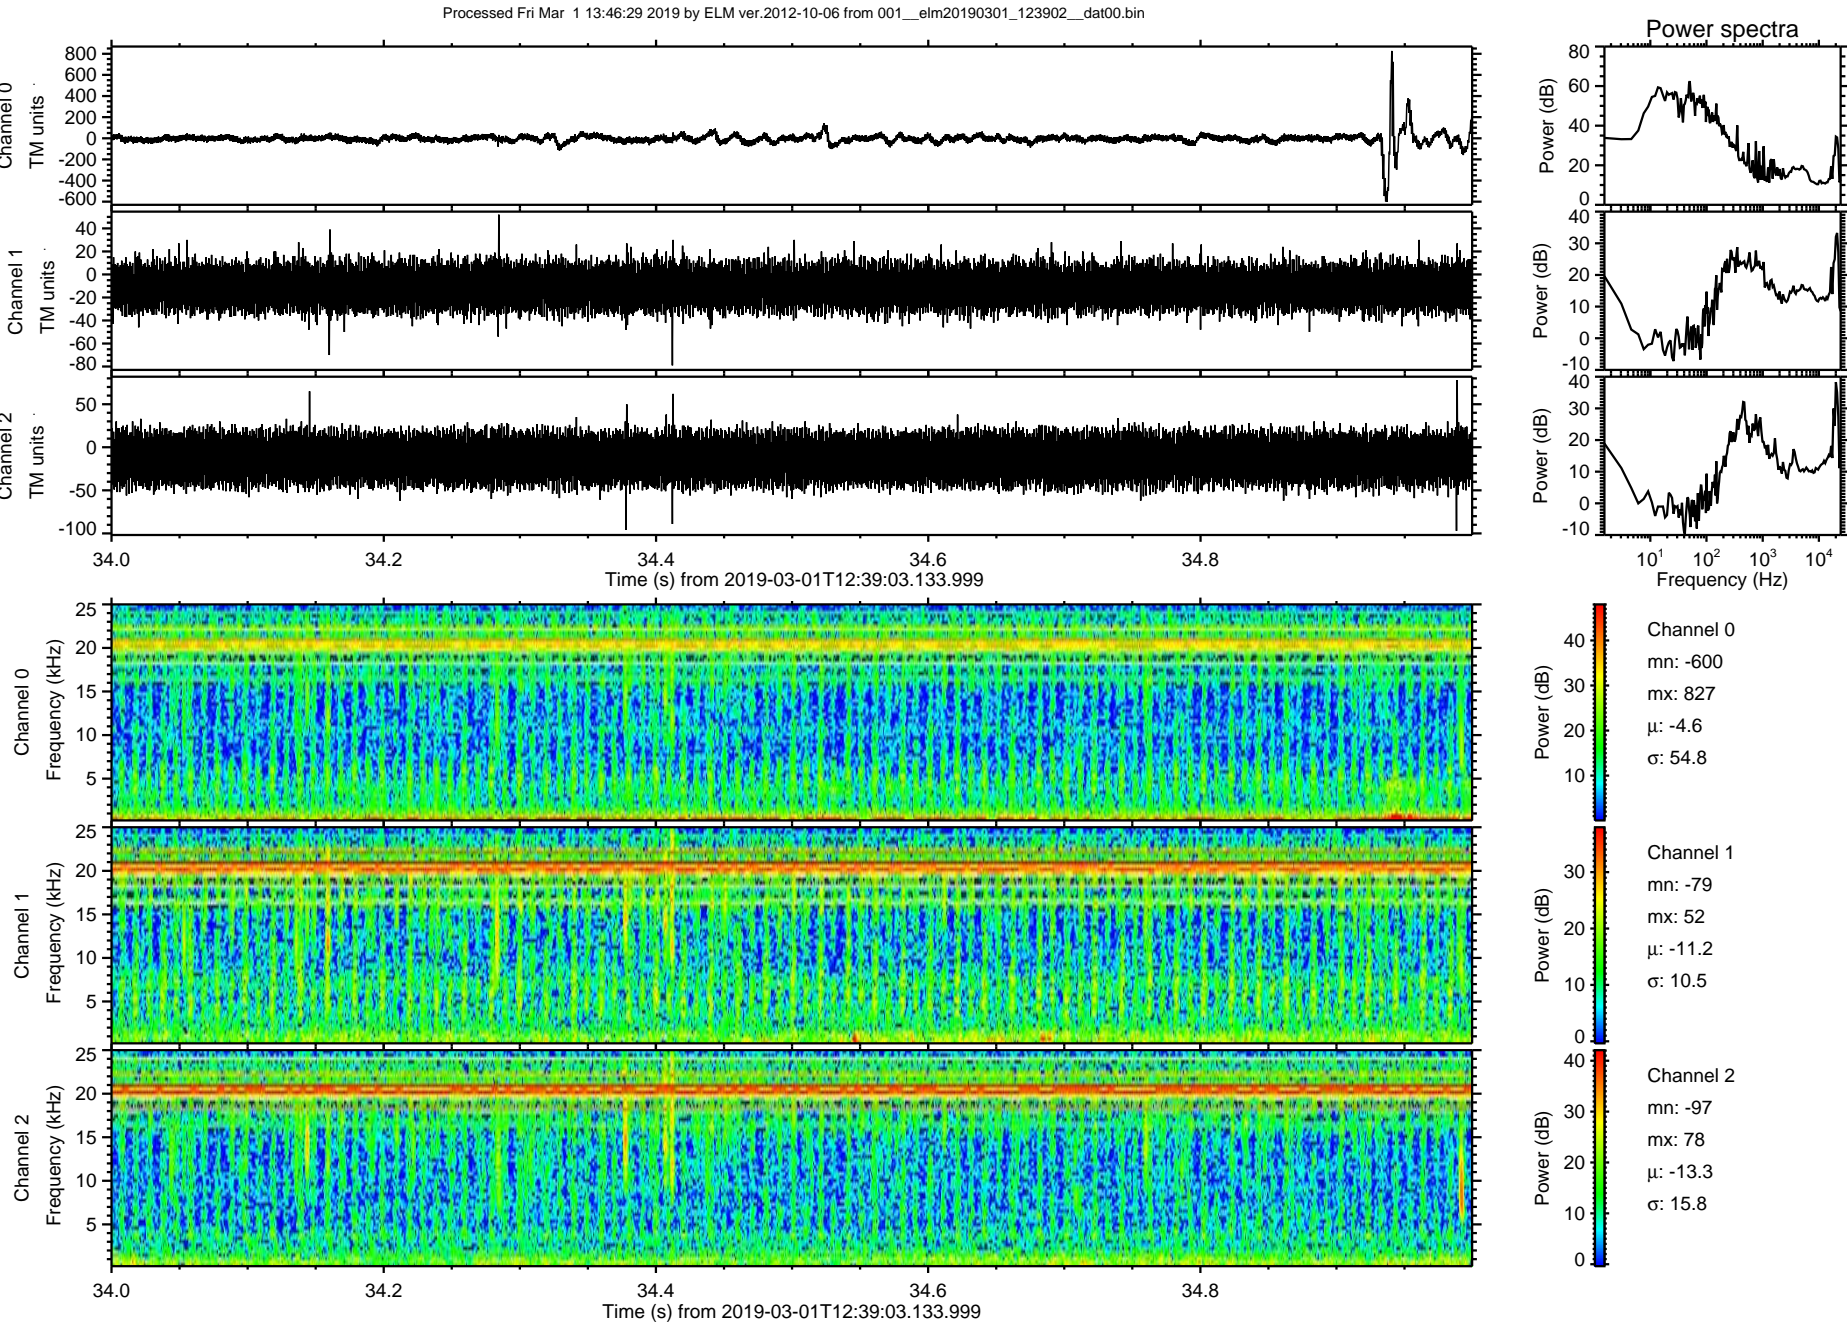 Processed Fri Mar 1 13:46:29 2019 by ELM ver.2012-10-06 from 001__elm20190301_123902__dat00.bin
Power spectra
Channel 0
TM units
800
600
400
200
0
-200
-400
-600
Power (dB)
80
60
40
20
0
Channel 1
TM units
40
20
0
-20
-40
-60
-80
Power (dB)
40
30
20
10
0
-10
Channel 2
TM units
50
0
-50
-100
Power (dB)
40
30
20
10
0
-10
34.0 34.2 34.4 34.6 34.8
Time (s) from 2019-03-01T12:39:03.133.999
10¹ 10² 10³ 10⁴
Frequency (Hz)
Channel 0
Frequency (kHz)
25
20
15
10
5
Power (dB)
40
30
20
10
Channel 0
mn: -600
mx: 827
µ: -4.6
σ: 54.8
Channel 1
Frequency (kHz)
25
20
15
10
5
Power (dB)
30
20
10
0
Channel 1
mn: -79
mx: 52
µ: -11.2
σ: 10.5
Channel 2
Frequency (kHz)
25
20
15
10
5
Power (dB)
40
30
20
10
0
Channel 2
mn: -97
mx: 78
µ: -13.3
σ: 15.8
34.0 34.2 34.4 34.6 34.8
Time (s) from 2019-03-01T12:39:03.133.999